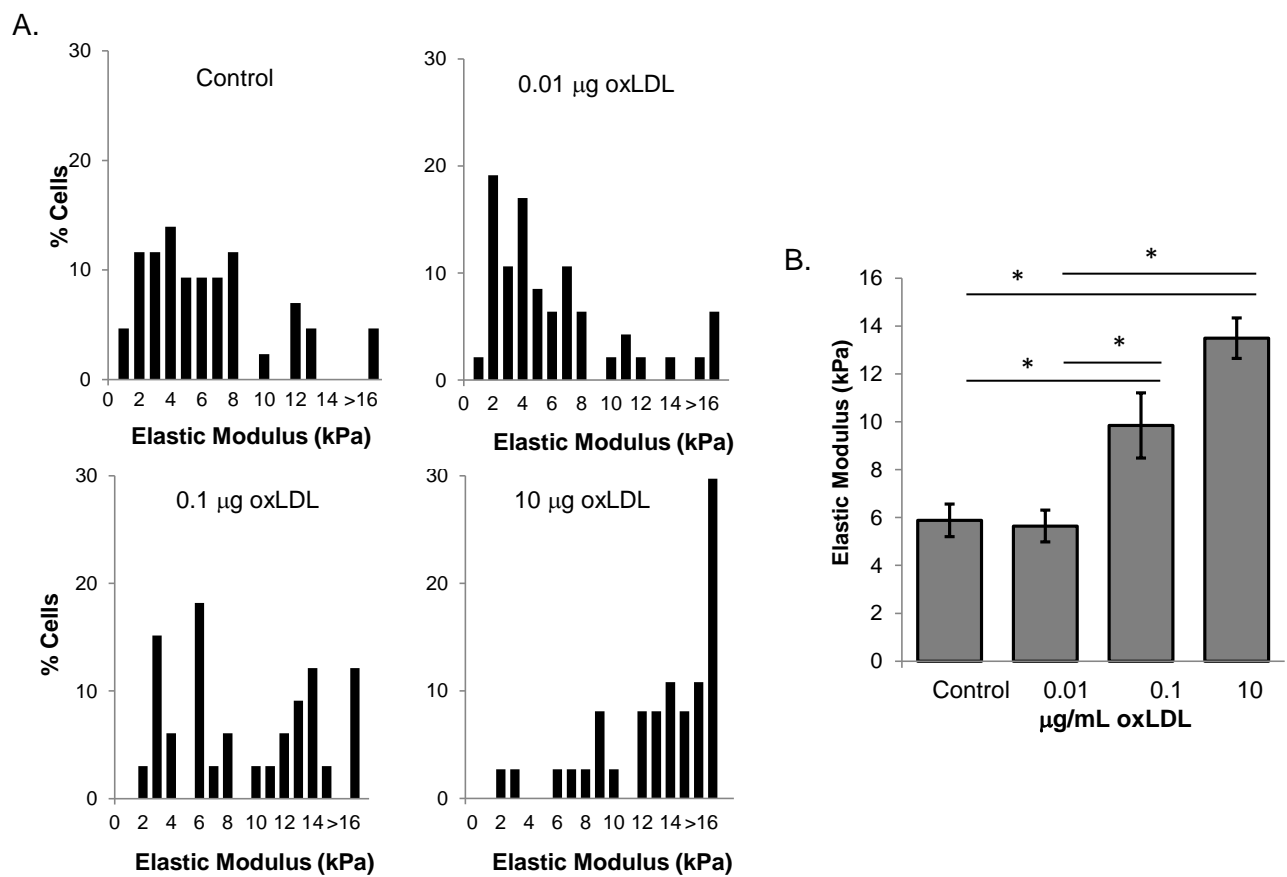 A.
Control
30
20
10
0
% Cells
0 2 4 6 8 10 12 14 >16
Elastic Modulus (kPa)
0.01 μg oxLDL
30
20
10
0
0 2 4 6 8 10 12 14 >16
Elastic Modulus (kPa)
0.1 μg oxLDL
30
20
10
0
% Cells
0 2 4 6 8 10 12 14 >16
Elastic Modulus (kPa)
10 μg oxLDL
30
20
10
0
0 2 4 6 8 10 12 14 >16
Elastic Modulus (kPa)
B.
16
14
12
10
8
6
4
2
0
Elastic Modulus (kPa)
*
*
*
*
Control 0.01 0.1 10
μg/mL oxLDL